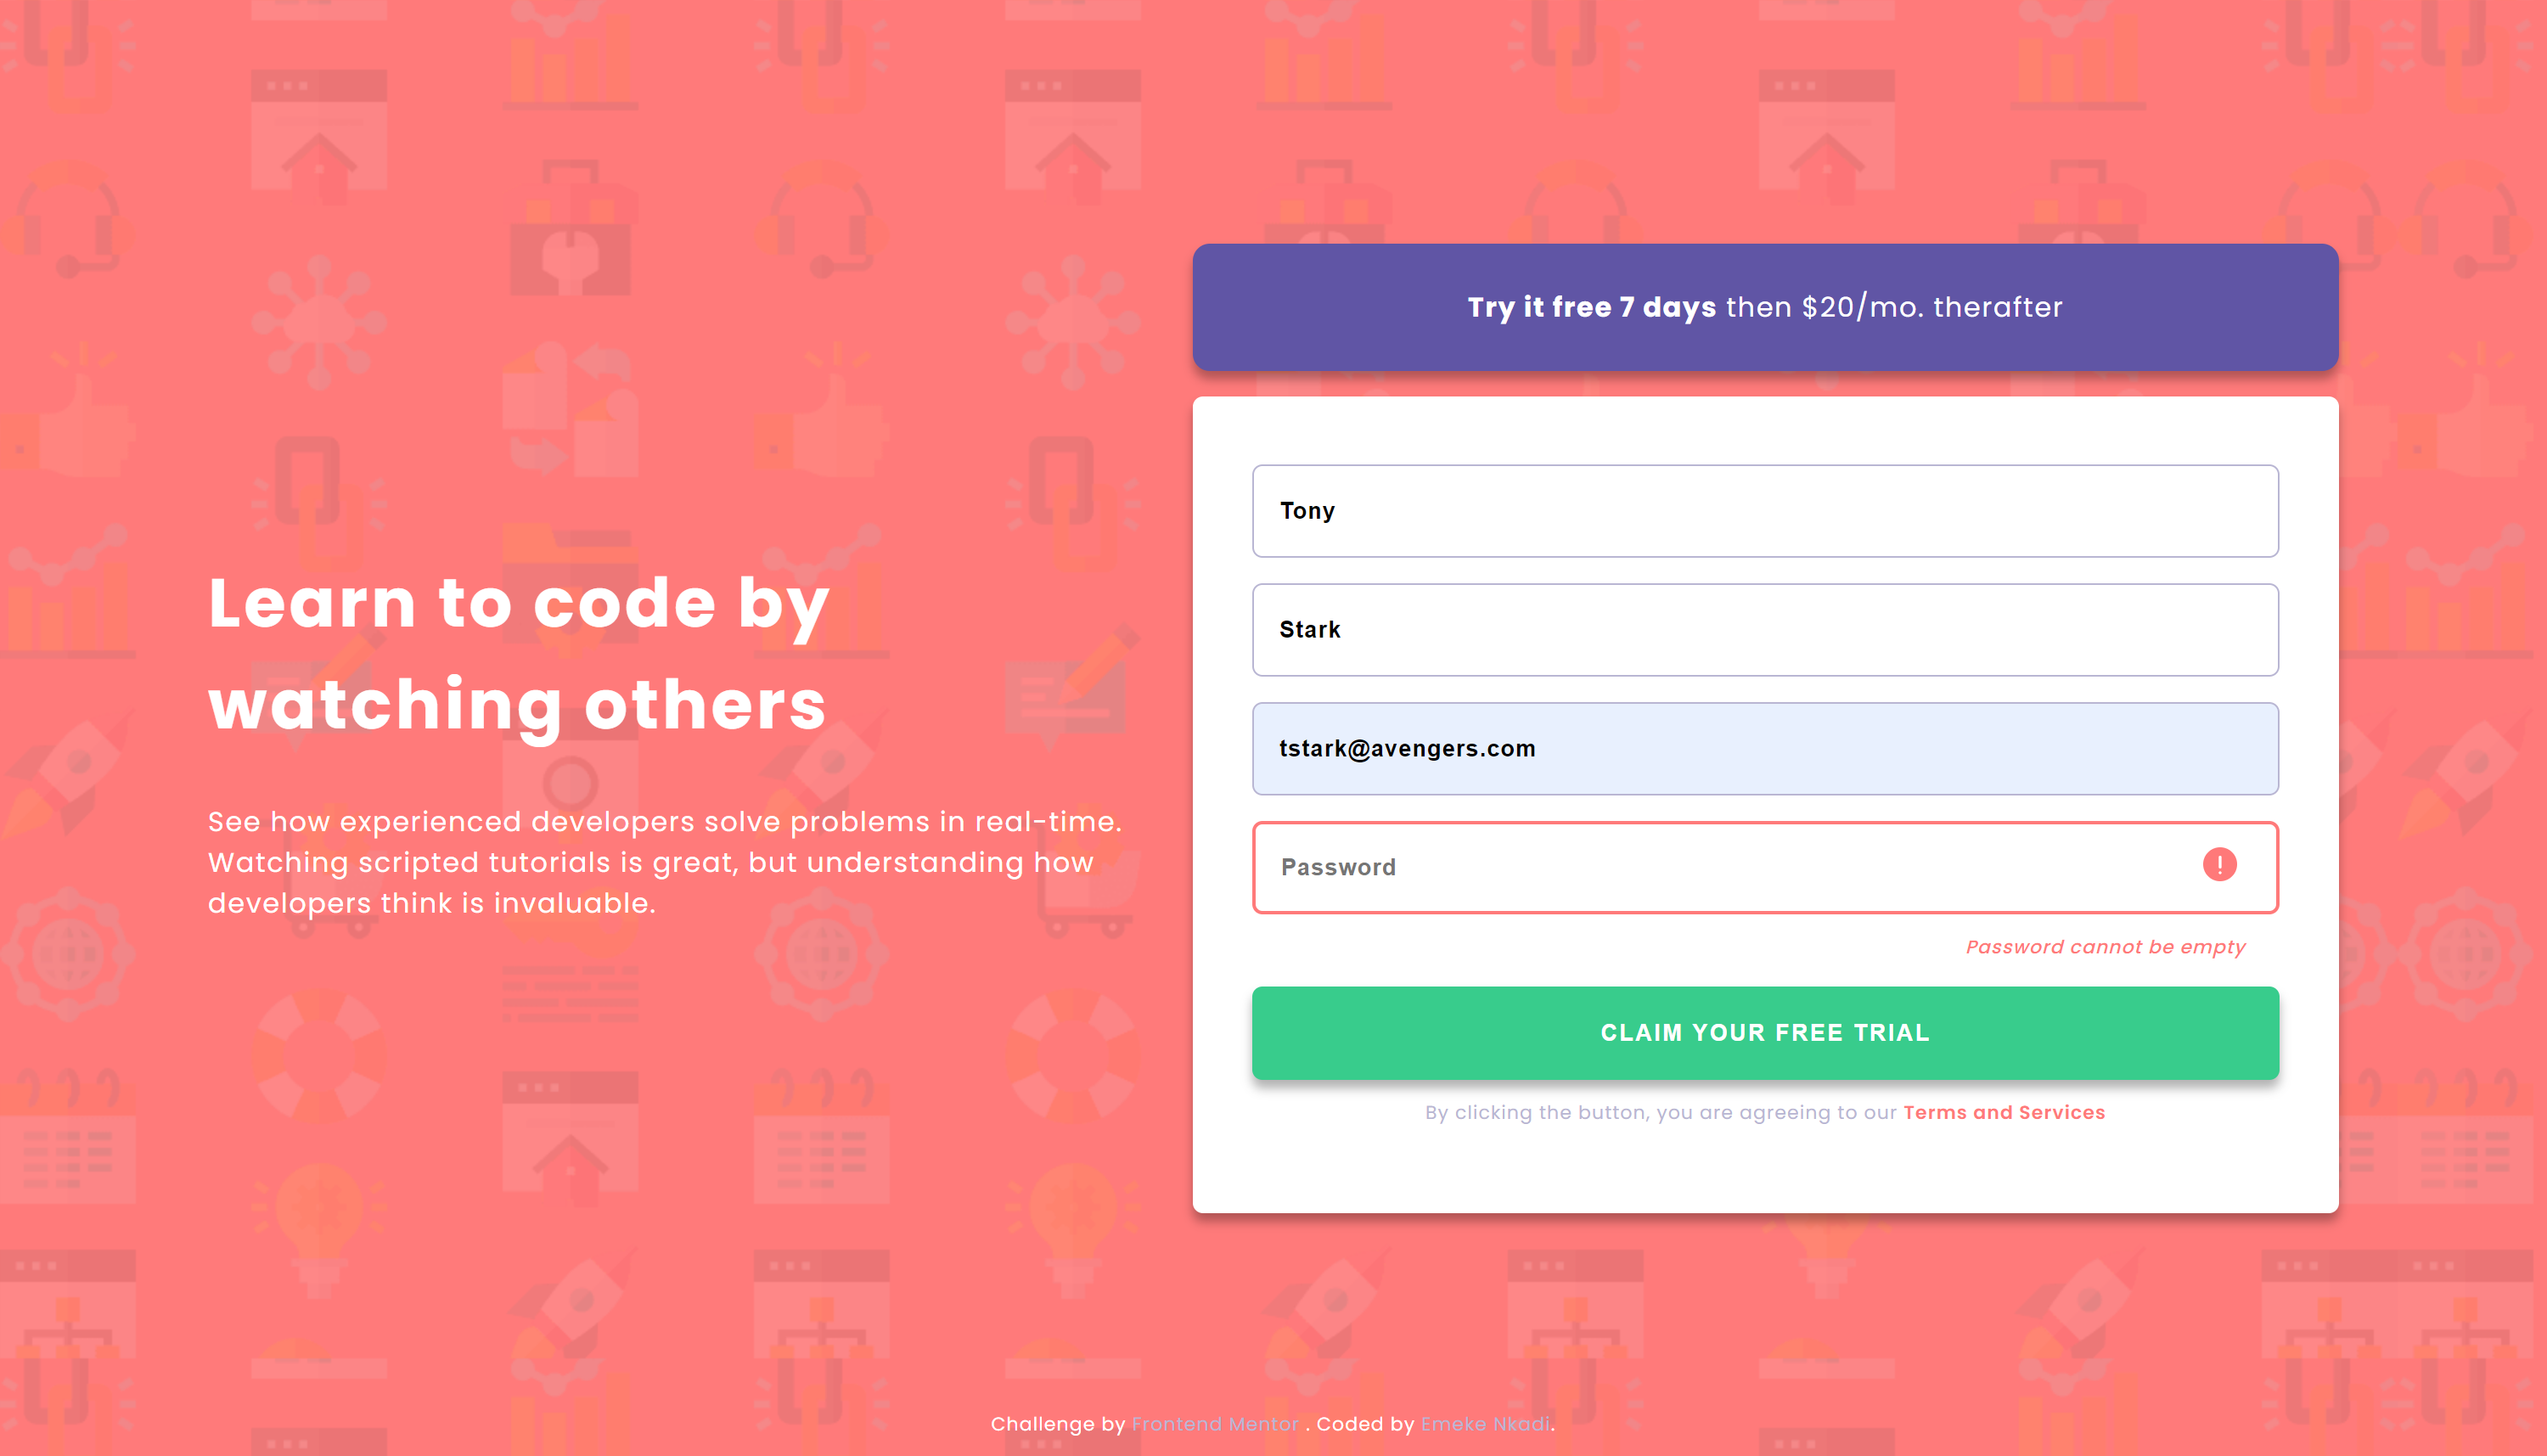 Learn to code by
watching others
See how experienced developers solve problems in real-time.
Watching scripted tutorials is great, but understanding how
developers think is invaluable.
Try it free 7 days then $20/mo. therafter
Tony
Stark
tstark@avengers.com
Password
Password cannot be empty
CLAIM YOUR FREE TRIAL
By clicking the button, you are agreeing to our Terms and Services
Challenge by Frontend Mentor . Coded by Emeke Nkadi.